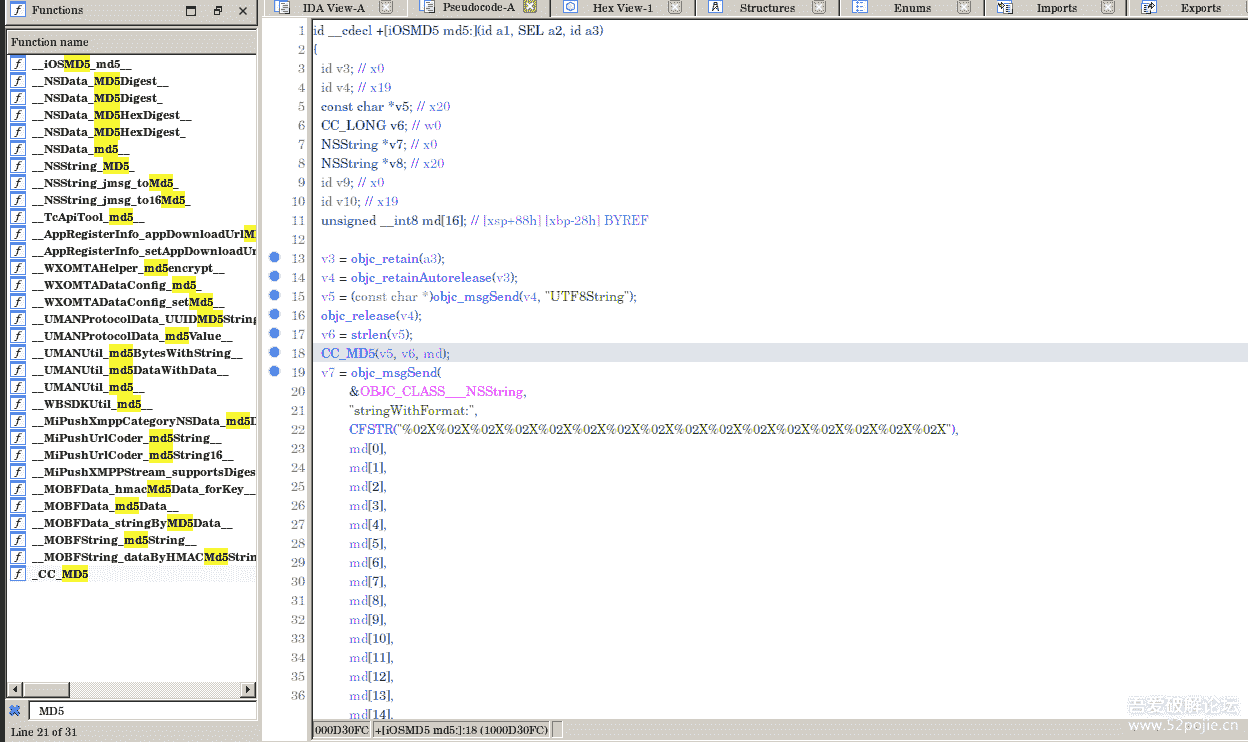 Functions
Function name
__iOSMD5_md5__
__NSData_MD5Digest__
__NSData_MD5Digest_
__NSData_MD5HexDigest__
__NSData_MD5HexDigest_
__NSData_md5__
__NSString_MD5_
__NSString_jmsg_toMd5_
__NSString_jmsg_to16Md5_
__TcApiTool_md5__
__AppRegisterInfo_appDownloadUrlM
__AppRegisterInfo_setAppDownloadUr
__WXOMTAHelper_md5encrypt__
__WXOMTADataConfig_md5_
__WXOMTADataConfig_setMd5__
__UMANProtocolData_UUIDMD5String
__UMANProtocolData_md5Value__
__UMANUtil_md5BytesWithString__
__UMANUtil_md5DataWithData__
__UMANUtil_md5__
__WBSDKUtil_md5__
__MiPushXmppCategoryNSData_md5D
__MiPushUrlCoder_md5String__
__MiPushUrlCoder_md5String16__
__MiPushXMPPStream_supportsDiges
__MOBFData_hmacMd5Data_forKey__
__MOBFData_md5Data__
__MOBFData_stringByMD5Data__
__MOBFString_md5String__
__MOBFString_dataByHMACMd5Strin
_CC_MD5
MD5
Line 21 of 31
IDA View-A Pseudocode-A Hex View-1 Structures Enums Imports Exports
1 id __cdecl +[iOSMD5 md5:](id a1, SEL a2, id a3)
2 {
3 id v3; // x0
4 id v4; // x19
5 const char *v5; // x20
6 CC_LONG v6; // w0
7 NSString *v7; // x0
8 NSString *v8; // x20
9 id v9; // x0
10 id v10; // x19
11 unsigned __int8 md[16]; // [xsp+88h] [xbp-28h] BYREF
12
13 v3 = objc_retain(a3);
14 v4 = objc_retainAutorelease(v3);
15 v5 = (const char *)objc_msgSend(v4, "UTF8String");
16 objc_release(v4);
17 v6 = strlen(v5);
18 CC_MD5(v5, v6, md);
19 v7 = objc_msgSend(
20 &OBJC_CLASS___NSString,
21 "stringWithFormat:",
22 CFSTR("%02X%02X%02X%02X%02X%02X%02X%02X%02X%02X%02X%02X%02X%02X%02X%02X"),
23 md[0],
24 md[1],
25 md[2],
26 md[3],
27 md[4],
28 md[5],
29 md[6],
30 md[7],
31 md[8],
32 md[9],
33 md[10],
34 md[11],
35 md[12],
36 md[13],
md[14],
000D30FC +[iOSMD5 md5:]:18 (1000D30FC)
吾爱破解论坛
www.52pojie.cn